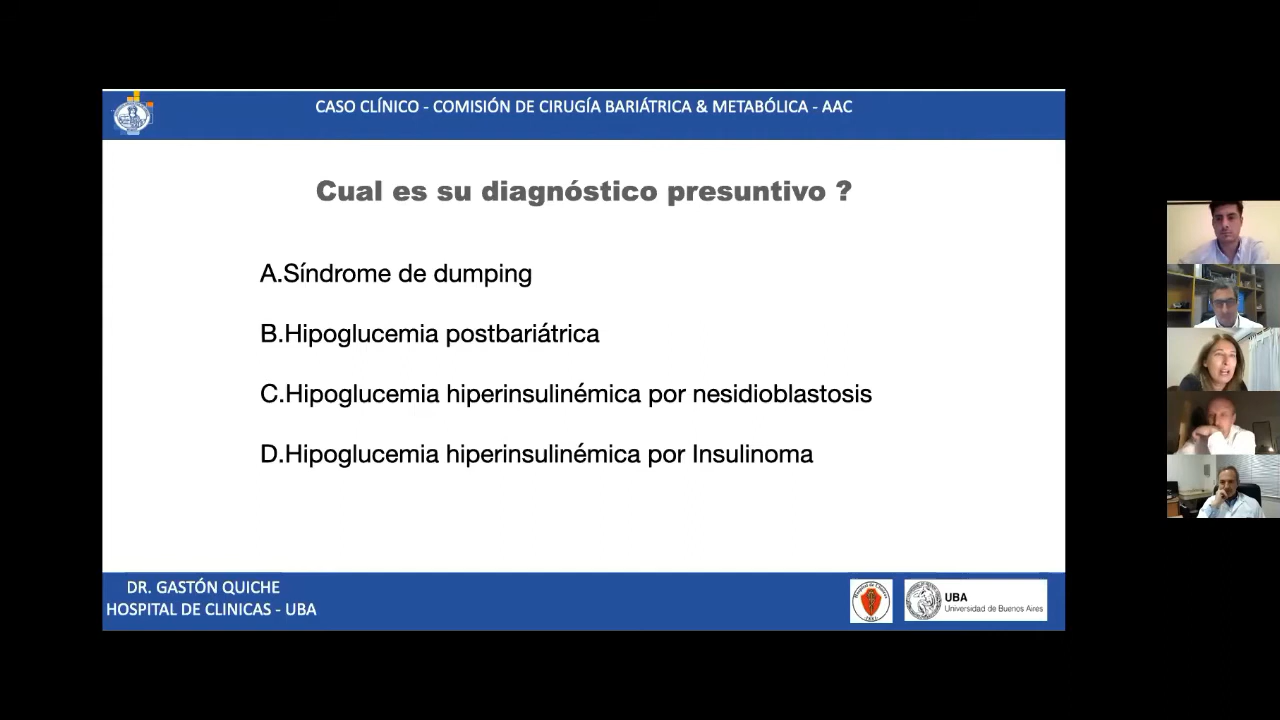 CASO CLÍNICO - COMISIÓN DE CIRUGÍA BARIÁTRICA & METABÓLICA - AAC
Cual es su diagnóstico presuntivo ?
A.Síndrome de dumping
B.Hipoglucemia postbariátrica
C.Hipoglucemia hiperinsulinémica por nesidioblastosis
D.Hipoglucemia hiperinsulinémica por Insulinoma
DR. GASTÓN QUICHE
HOSPITAL DE CLINICAS - UBA
UBA
Universidad de Buenos Aires